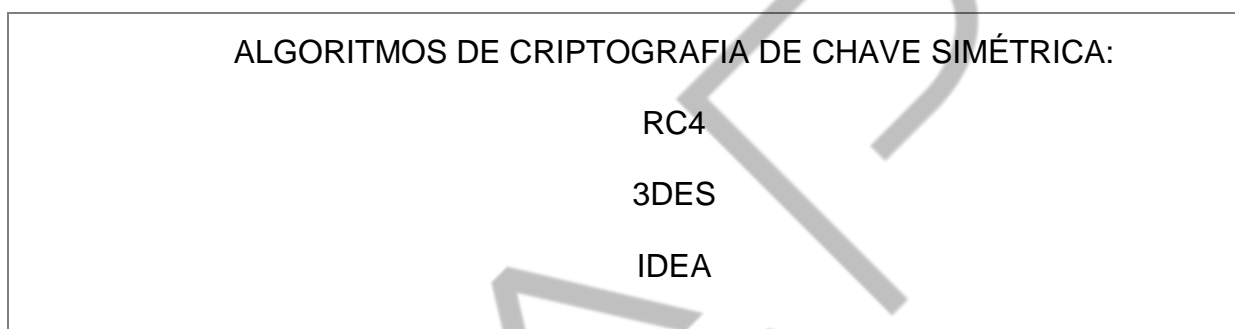 ALGORITMOS DE CRIPTOGRAFIA DE CHAVE SIMÉTRICA:
RC4
3DES
IDEA